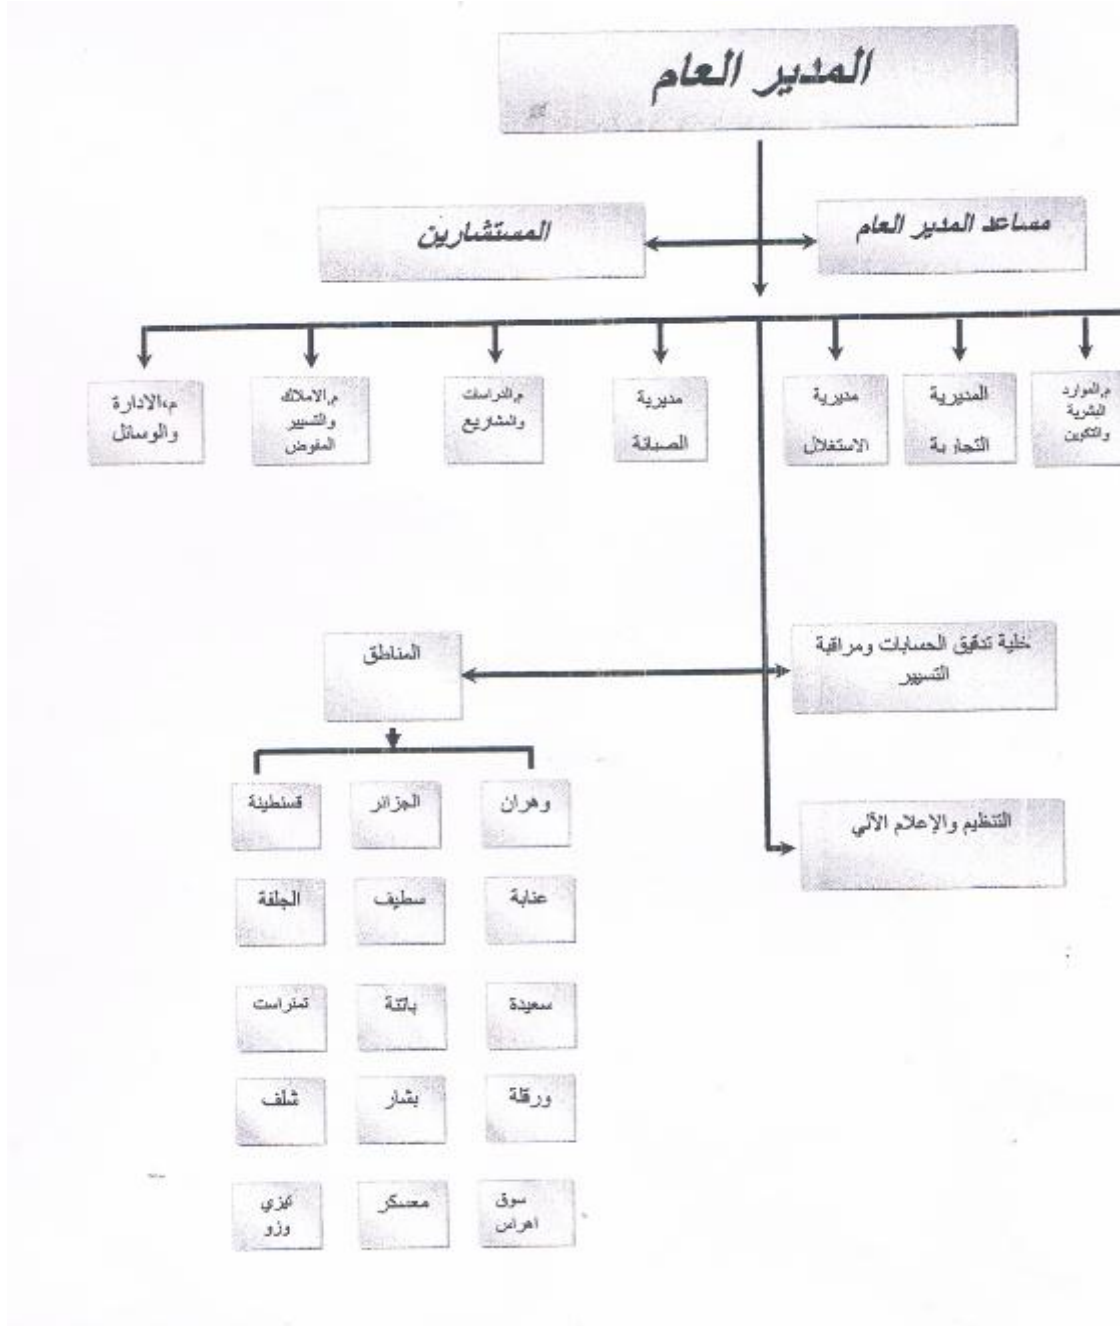 المدير العام
مساعد المدير العام
المستشارين
م.الموارد
البشرية
والتكوين
المديرية
التجارية
مديرية
الاستغلال
مديرية
الصيانة
م.الدراسات
والمشاريع
م.الاملاك
والتسيير
المفوض
م.الادارة
والوسائل
خلية تدقيق الحسابات ومراقبة
التسيير
المناطق
التنظيم والإعلام الآلي
وهران
الجزائر
قسنطينة
عنابة
سطيف
الجلفة
سعيدة
باتنة
تمنراست
ورقلة
بشار
شلف
سوق
اهراس
معسكر
تيزي
وزو